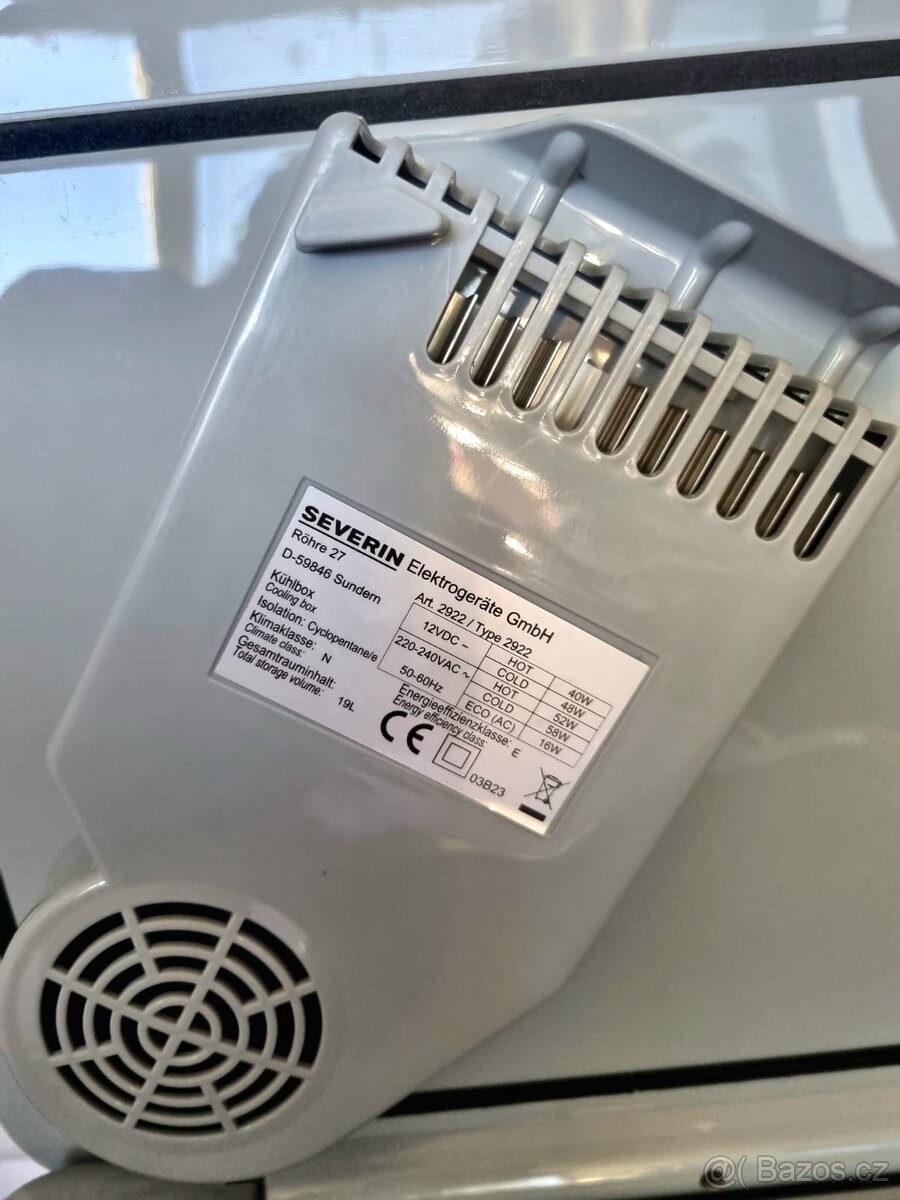 SEVERIN Elektrogeräte GmbH
Röhre 27
D-59846 Sundern
Art. 2922 / Type 2922
Kühlbox
Cooling box
Isolation: Cyclopentane/e
Klimaklasse: N
Climate class:
Gesamtrauminhalt:
Total storage volume: 19L
12VDC ⎓ HOT 40W
COLD 48W
220-240VAC ~ HOT 52W
50-60Hz COLD 58W
ECO (AC) 16W
Energieeffizienzklasse: E
Energy efficiency class:
CE
03B23
@( Bazos.cz